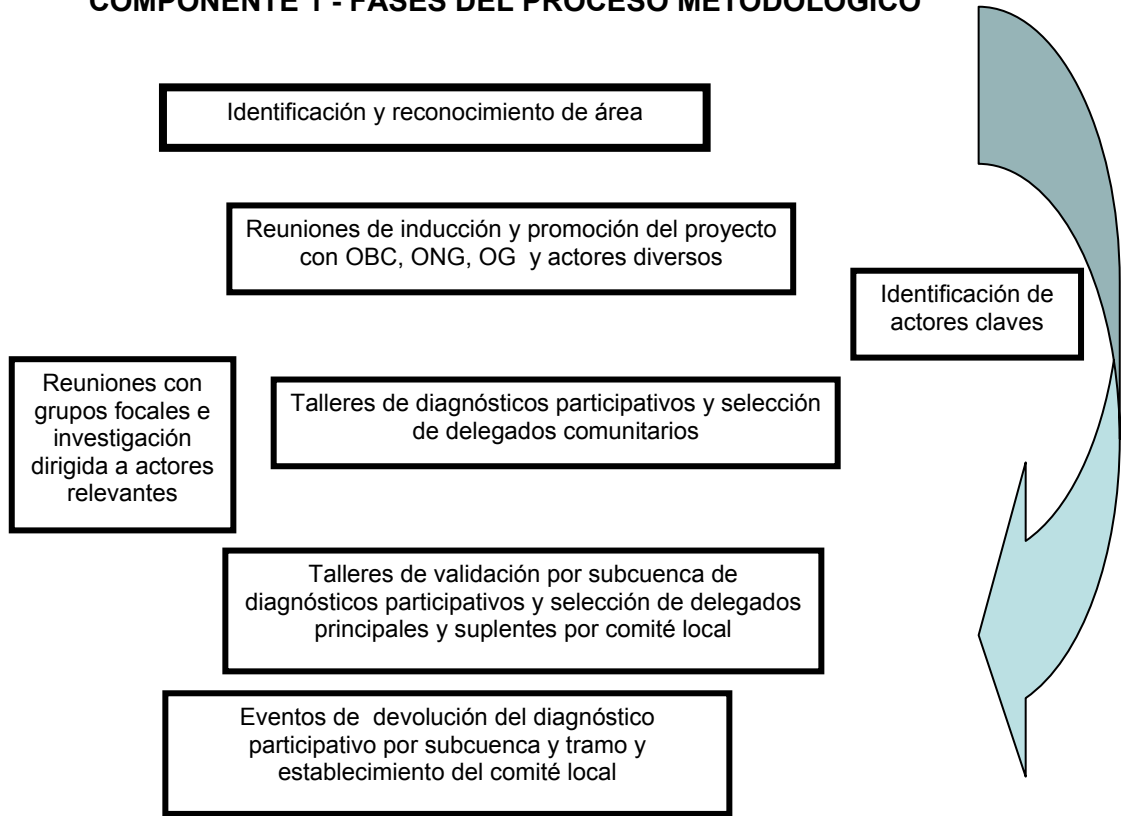 COMPONENTE 1 - FASES DEL PROCESO METODOLÓGICO
Identificación y reconocimiento de área
Reuniones de inducción y promoción del proyecto
con OBC, ONG, OG y actores diversos
Identificación de
actores claves
Reuniones con
grupos focales e
investigación
dirigida a actores
relevantes
Talleres de diagnósticos participativos y selección
de delegados comunitarios
Talleres de validación por subcuenca de
diagnósticos participativos y selección de delegados
principales y suplentes por comité local
Eventos de devolución del diagnóstico
participativo por subcuenca y tramo y
establecimiento del comité local